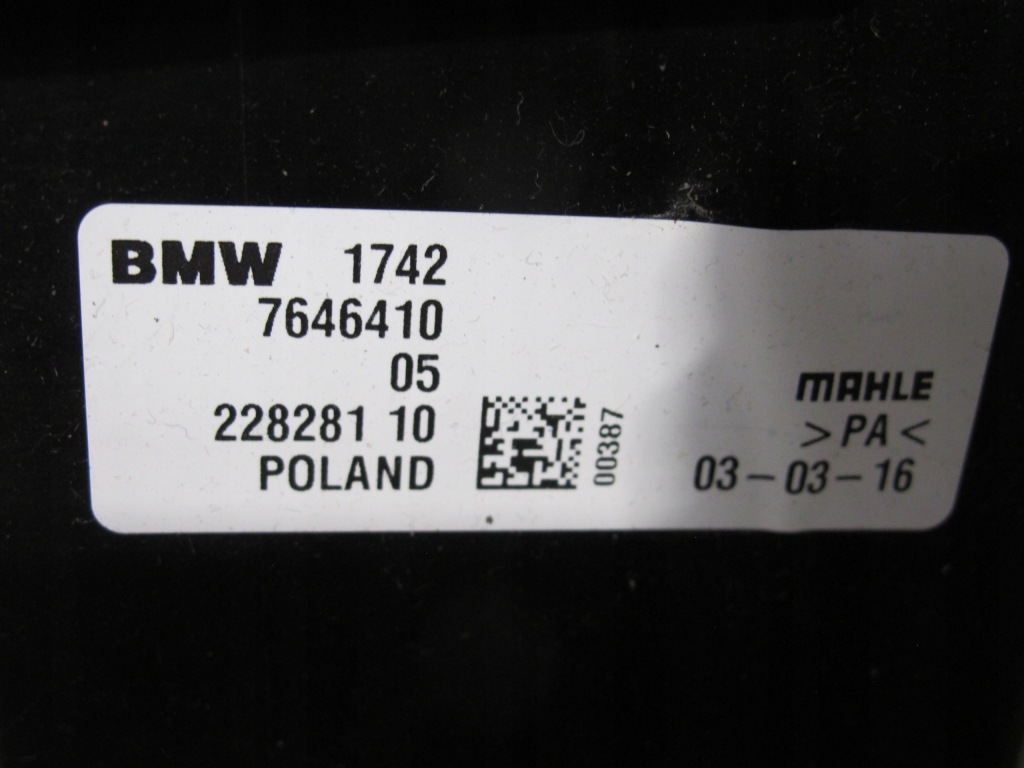 BMW 1742
7646410
05
228281 10
POLAND
00387
MAHLE
>PA<
03-03-16